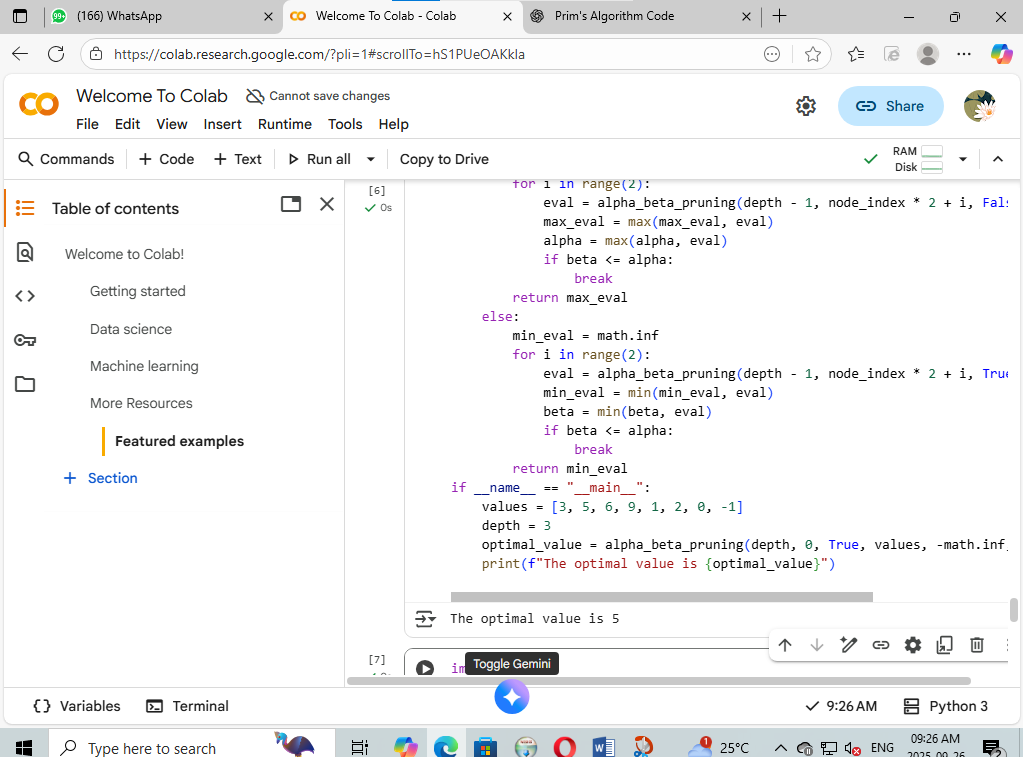 (166) WhatsApp
Welcome To Colab - Colab
Prim's Algorithm Code
https://colab.research.google.com/?pli=1#scrollTo=hS1PUeOAKkla
Welcome To Colab
Cannot save changes
File Edit View Insert Runtime Tools Help
Share
Commands + Code + Text Run all Copy to Drive
RAM
Disk
Table of contents
Welcome to Colab!
Getting started
Data science
Machine learning
More Resources
Featured examples
+ Section
[6]
0s
for i in range(2):
eval = alpha_beta_pruning(depth - 1, node_index * 2 + i, Fals
max_eval = max(max_eval, eval)
alpha = max(alpha, eval)
if beta <= alpha:
break
return max_eval
else:
min_eval = math.inf
for i in range(2):
eval = alpha_beta_pruning(depth - 1, node_index * 2 + i, True
min_eval = min(min_eval, eval)
beta = min(beta, eval)
if beta <= alpha:
break
return min_eval
if __name__ == "__main__":
values = [3, 5, 6, 9, 1, 2, 0, -1]
depth = 3
optimal_value = alpha_beta_pruning(depth, 0, True, values, -math.inf,
print(f"The optimal value is {optimal_value}")
The optimal value is 5
[7]
im
Toggle Gemini
Variables Terminal
9:26 AM Python 3
Type here to search
1
25°C
ENG
09:26 AM
2025-09-26
2